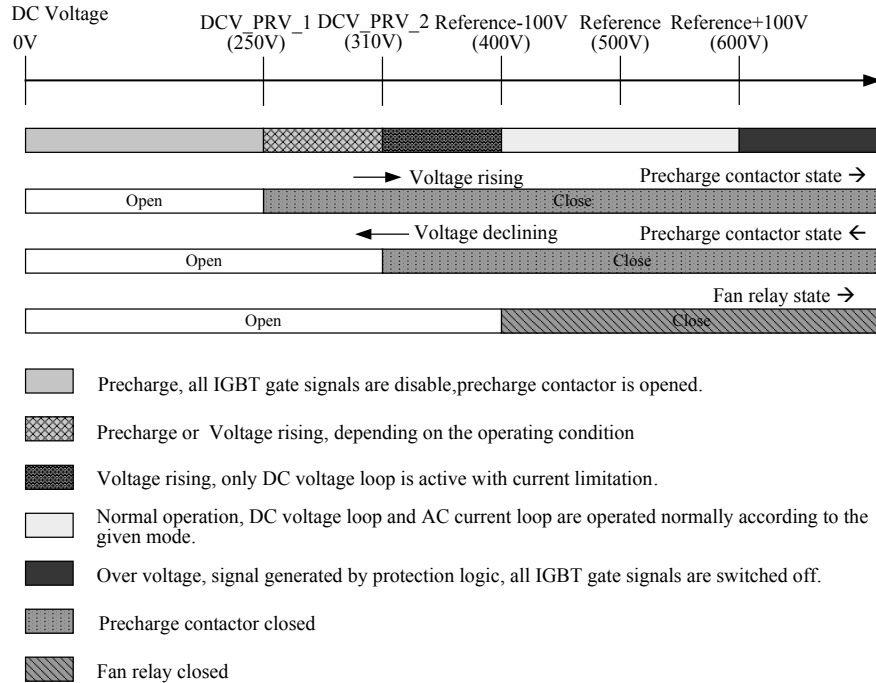 DC Voltage
0V
DCV_PRV_1
(250V)
DCV_PRV_2
(310V)
Reference-100V
(400V)
Reference
(500V)
Reference+100V
(600V)
Voltage rising
Precharge contactor state →
Open
Close
Voltage declining
Precharge contactor state ←
Open
Close
Fan relay state →
Open
Close
Precharge, all IGBT gate signals are disable,precharge contactor is opened.
Precharge or Voltage rising, depending on the operating condition
Voltage rising, only DC voltage loop is active with current limitation.
Normal operation, DC voltage loop and AC current loop are operated normally according to the
given mode.
Over voltage, signal generated by protection logic, all IGBT gate signals are switched off.
Precharge contactor closed
Fan relay closed